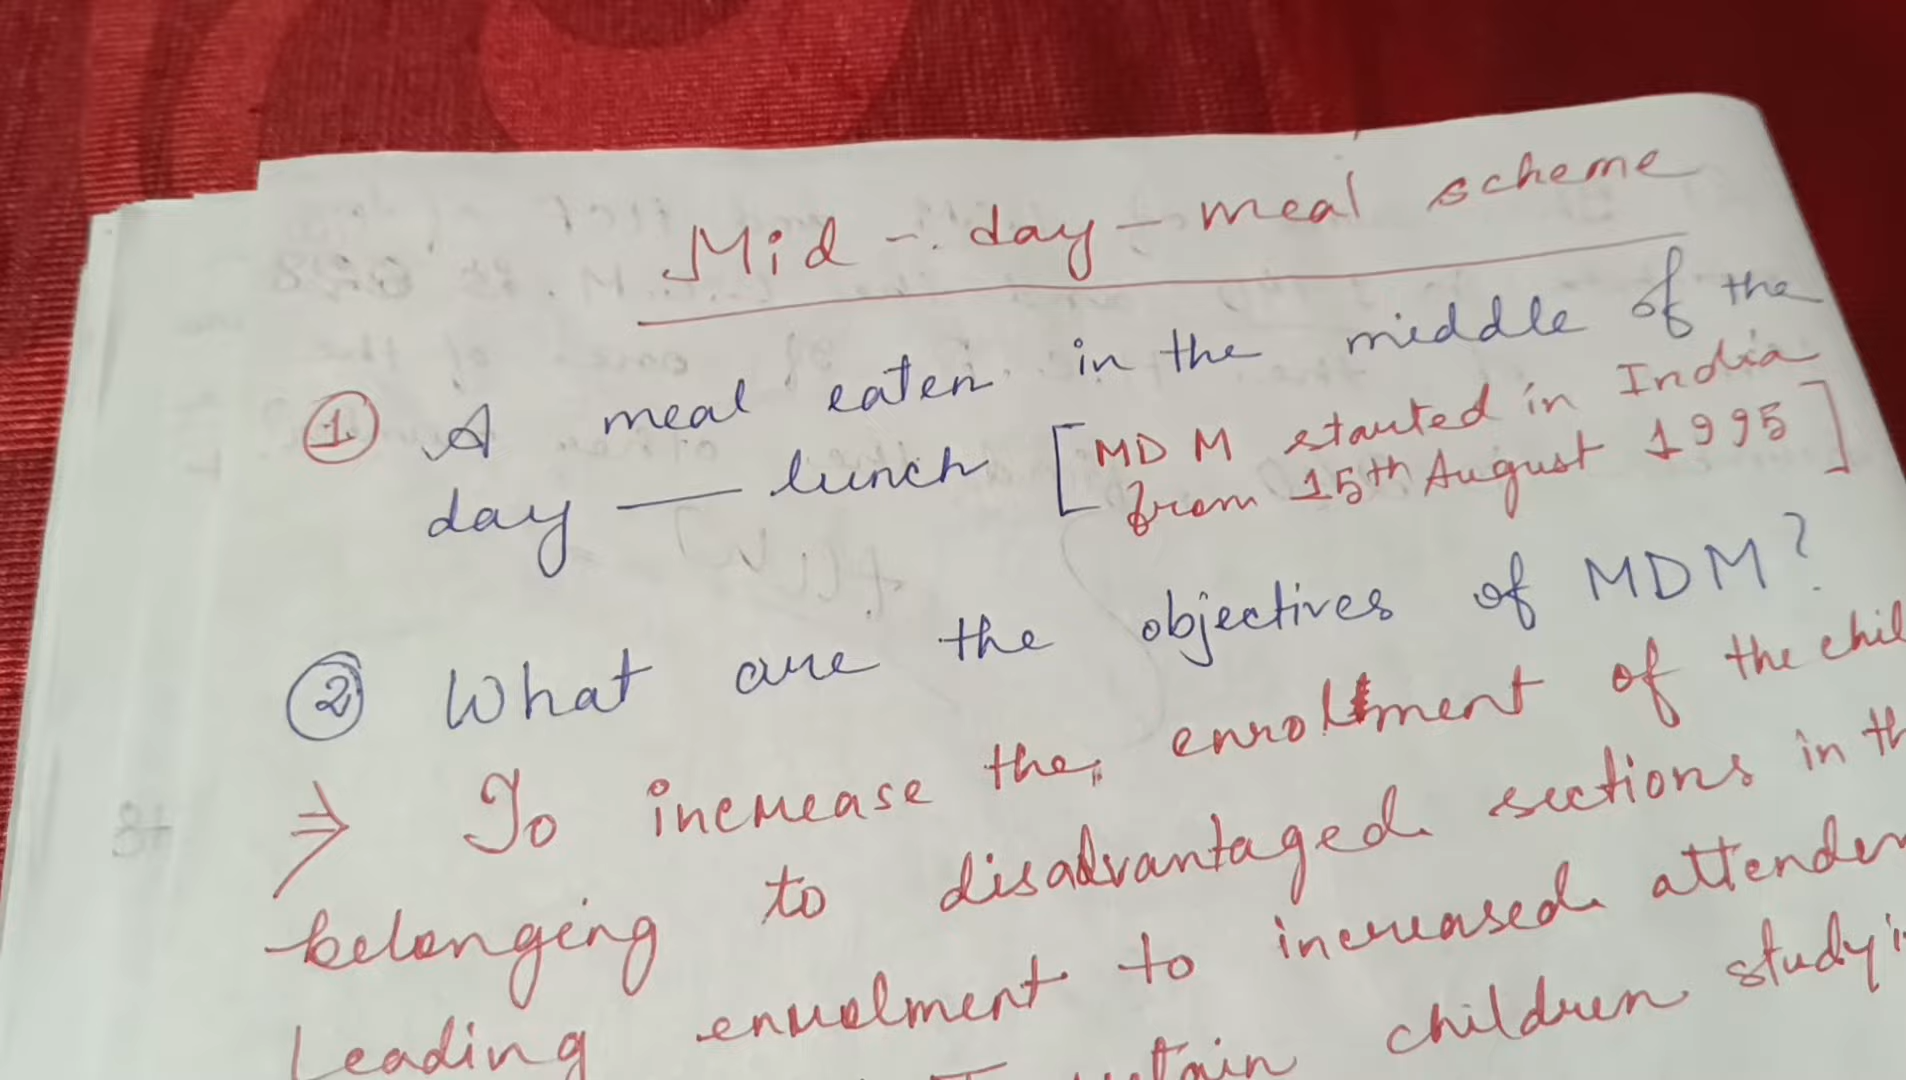 Mid - day - meal scheme
① A meal eaten in the middle of the
day — lunch [MDM started in India
from 15th August 1995]
② What are the objectives of MDM?
⇒ To increase the enrolment of the chil
belonging to disadvantaged sections in th
Leading enrolment to increased attenden
children studyi